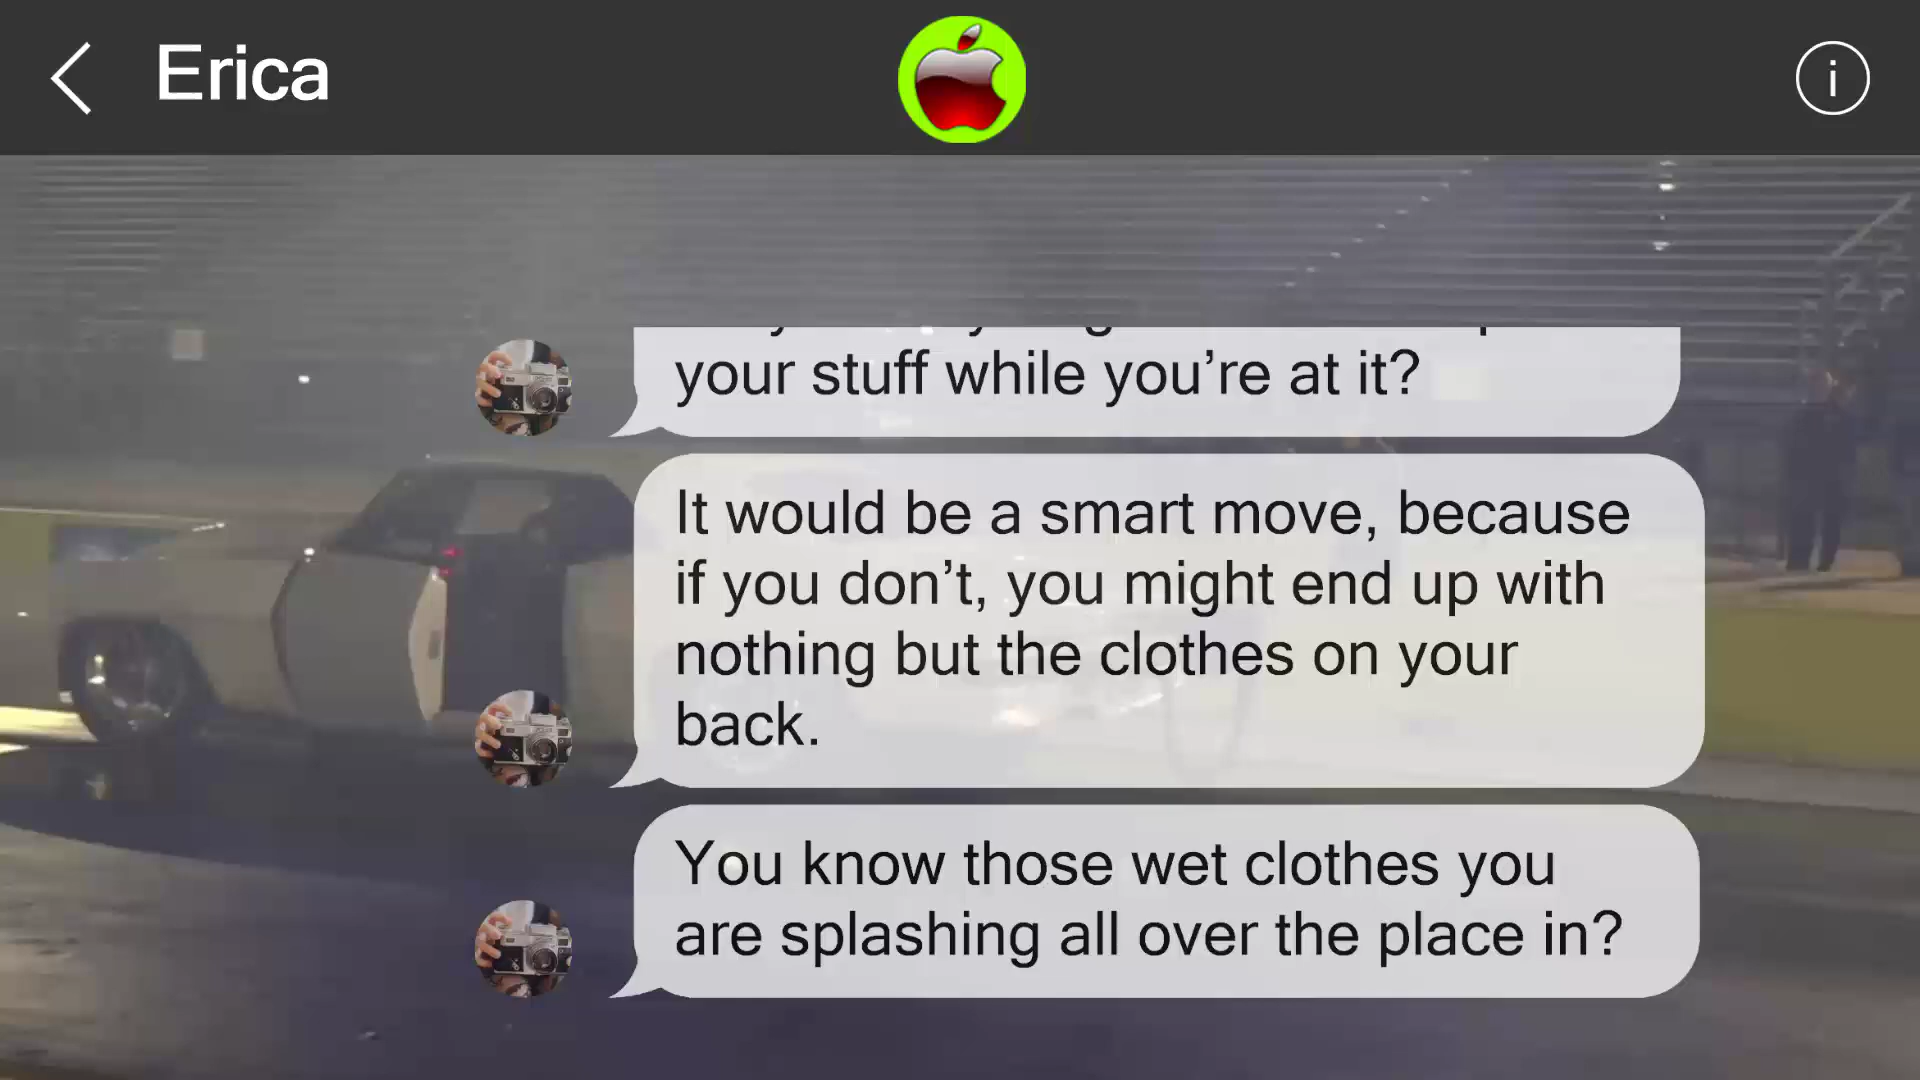 Erica
your stuff while you’re at it?
It would be a smart move, because
if you don’t, you might end up with
nothing but the clothes on your
back.
You know those wet clothes you
are splashing all over the place in?